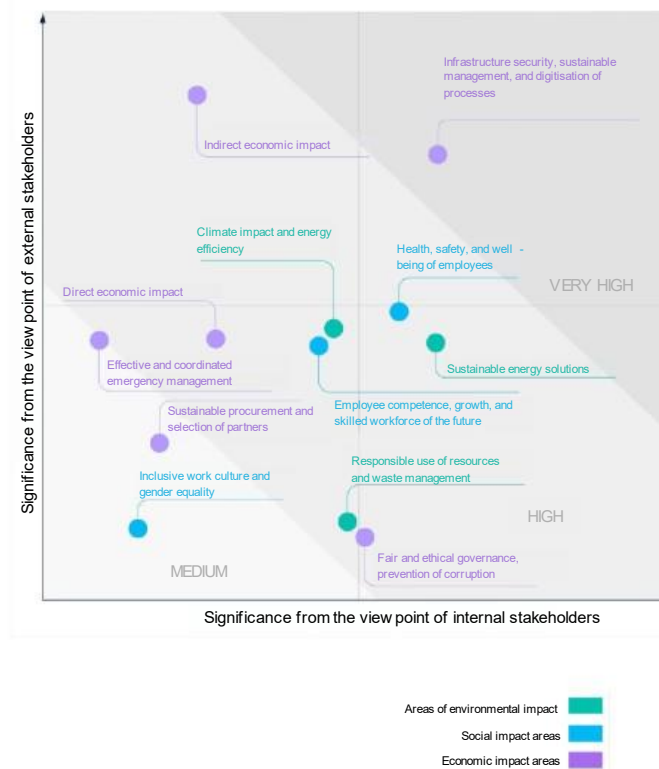 Significance from the view point of external stakeholders
Infrastructure security, sustainable
management, and digitisation of
processes
Indirect economic impact
Climate impact and energy
efficiency
Health, safety, and well -
being of employees
VERY HIGH
Direct economic impact
Effective and coordinated
emergency management
Sustainable energy solutions
Sustainable procurement and
selection of partners
Employee competence, growth, and
skilled workforce of the future
Inclusive work culture and
gender equality
Responsible use of resources
and waste management
HIGH
Fair and ethical governance,
prevention of corruption
MEDIUM
Significance from the view point of internal stakeholders
Areas of environmental impact
Social impact areas
Economic impact areas